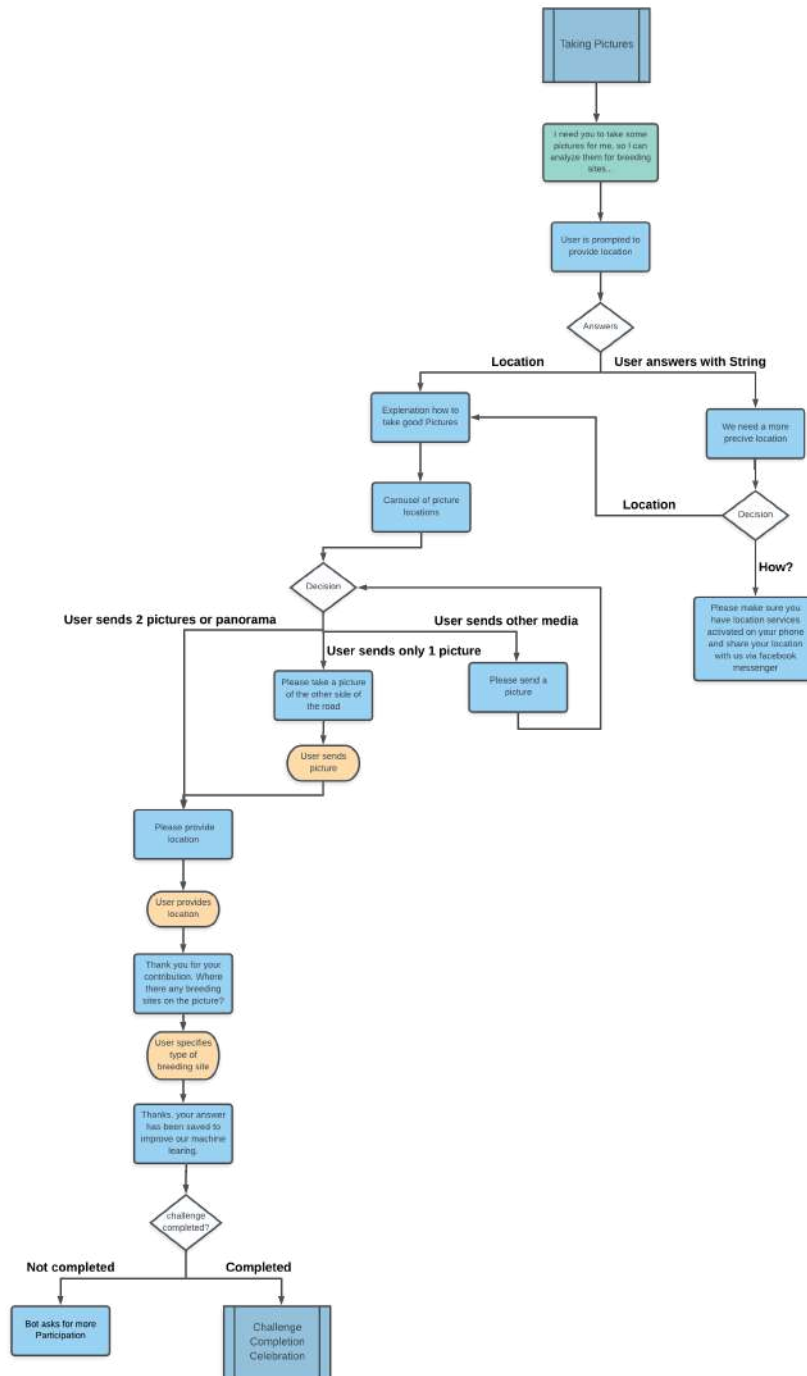 Taking Pictures
I need you to take some
pictures for me, so I can
analyze them for breeding
sites..
User is prompted to
provide location
Answers
Location
User answers with String
Explenation how to
take good Pictures
We need a more
precive location
Carousel of picture
locations
Location
Decision
How?
Decision
Please make sure you
have location services
activated on your phone
and share your location
with us via facebook
messenger
User sends 2 pictures or panorama
User sends other media
User sends only 1 picture
Please take a picture
of the other side of
the road
Please send a
picture
User sends
picture
Please provide
location
User provides
location
Thank you for your
contribution. Where
there any breeding
sites on the picture?
User specifies
type of
breeding site
Thanks, your answer
has been saved to
improve our machine
learing.
challenge
completed?
Not completed
Completed
Bot asks for more
Participation
Challenge
Completion
Celebration